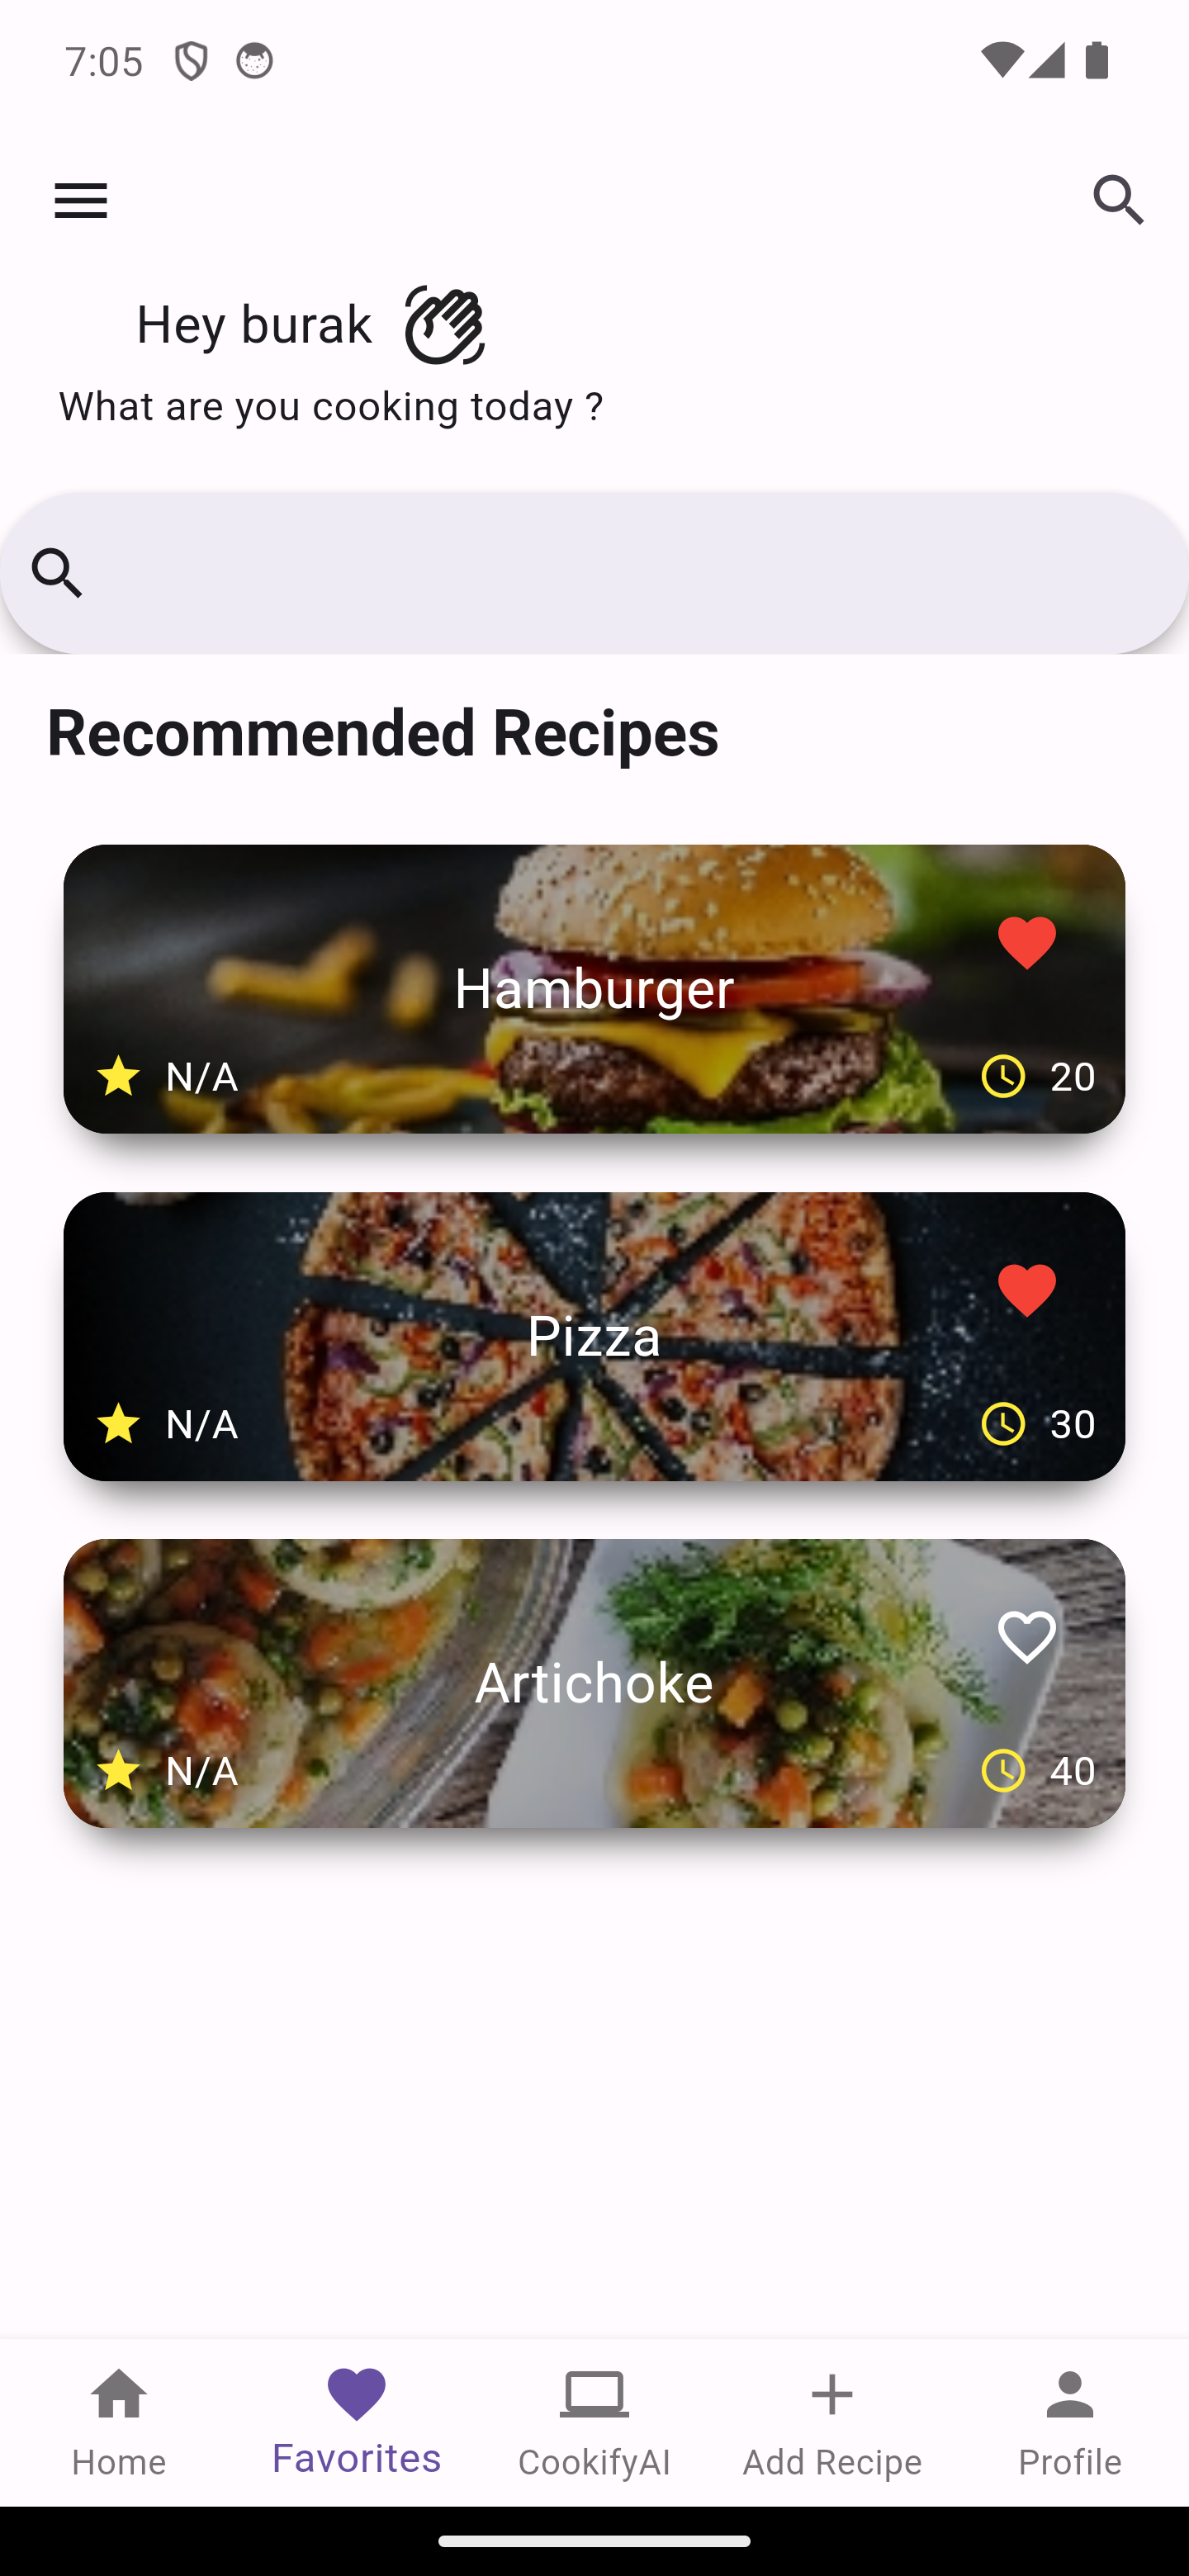 7:05
Hey burak
What are you cooking today ?
Recommended Recipes
Hamburger
N/A
20
Pizza
N/A
30
Artichoke
N/A
40
Home
Favorites
CookifyAI
Add Recipe
Profile